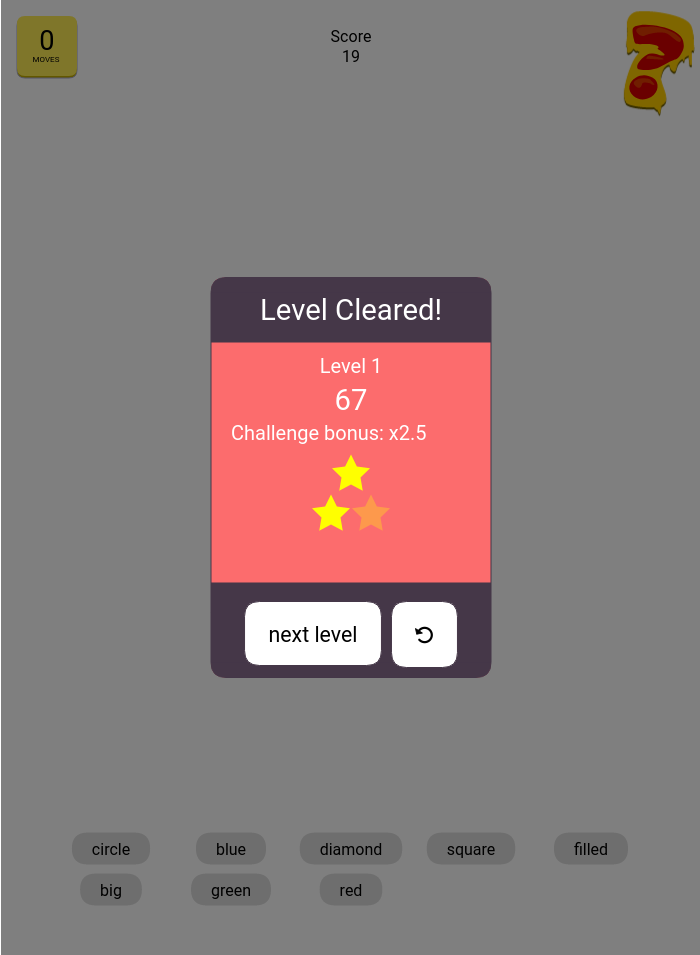 0
MOVES
Score
19
Level Cleared!
Level 1
67
Challenge bonus: x2.5
next level
circle blue diamond square filled
big green red